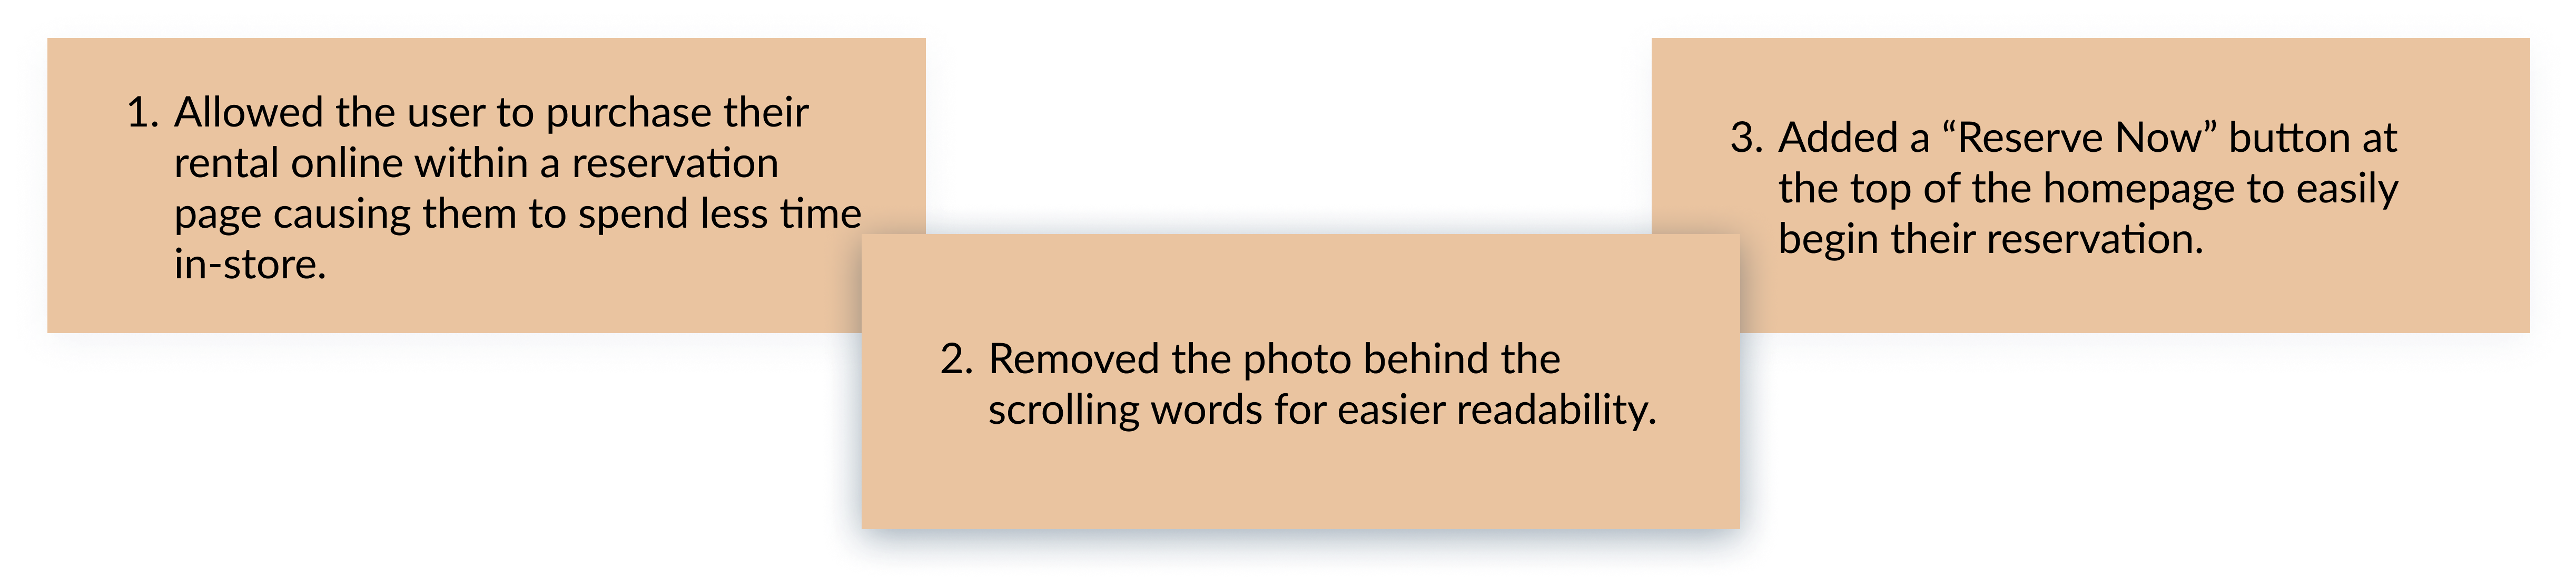 1. Allowed the user to purchase their
rental online within a reservation
page causing them to spend less time
in-store.
2. Removed the photo behind the
scrolling words for easier readability.
3. Added a “Reserve Now” button at
the top of the homepage to easily
begin their reservation.